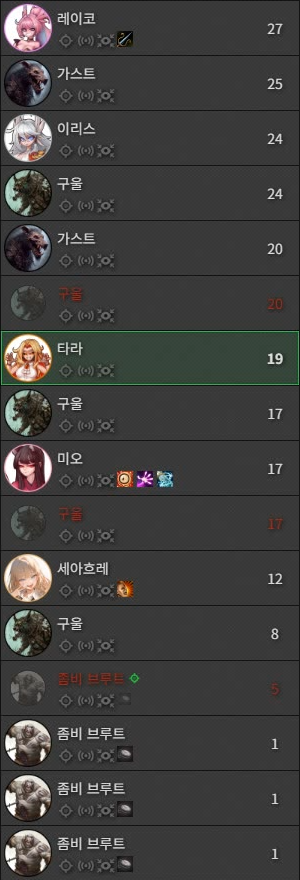 레이코 27
가스트 25
이리스 24
구울 24
가스트 20
구울 20
타라 19
구울 17
미오 17
구울 17
세아흐레 12
구울 8
좀비 브루트 5
좀비 브루트 1
좀비 브루트 1
좀비 브루트 1